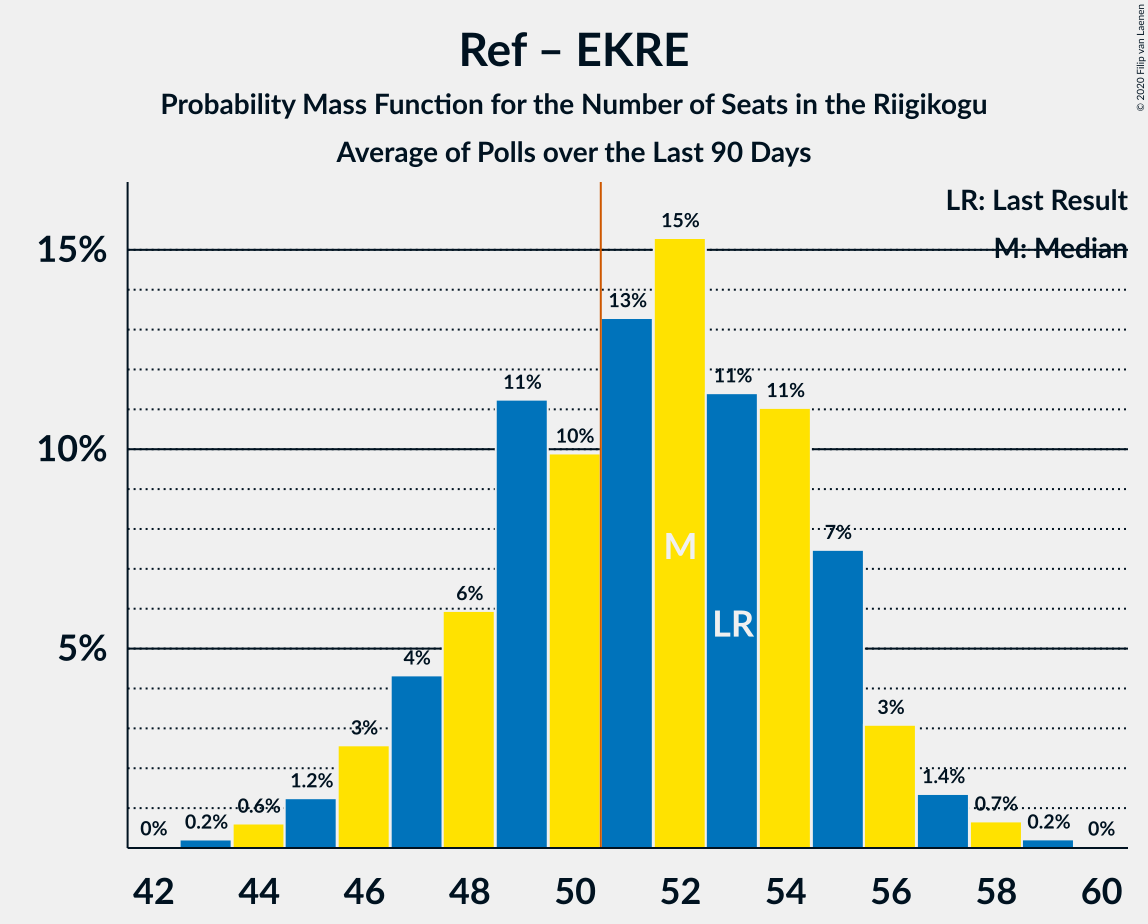 Ref – EKRE
Probability Mass Function for the Number of Seats in the Riigikogu
Average of Polls over the Last 90 Days
© 2020 Filip van Laenen
LR: Last Result
M: Median
15%
10%
5%
0%
0.2%
0.6%
1.2%
3%
4%
6%
11%
10%
13%
15%
11%
11%
7%
3%
1.4%
0.7%
0.2%
0%
M
LR
42 44 46 48 50 52 54 56 58 60